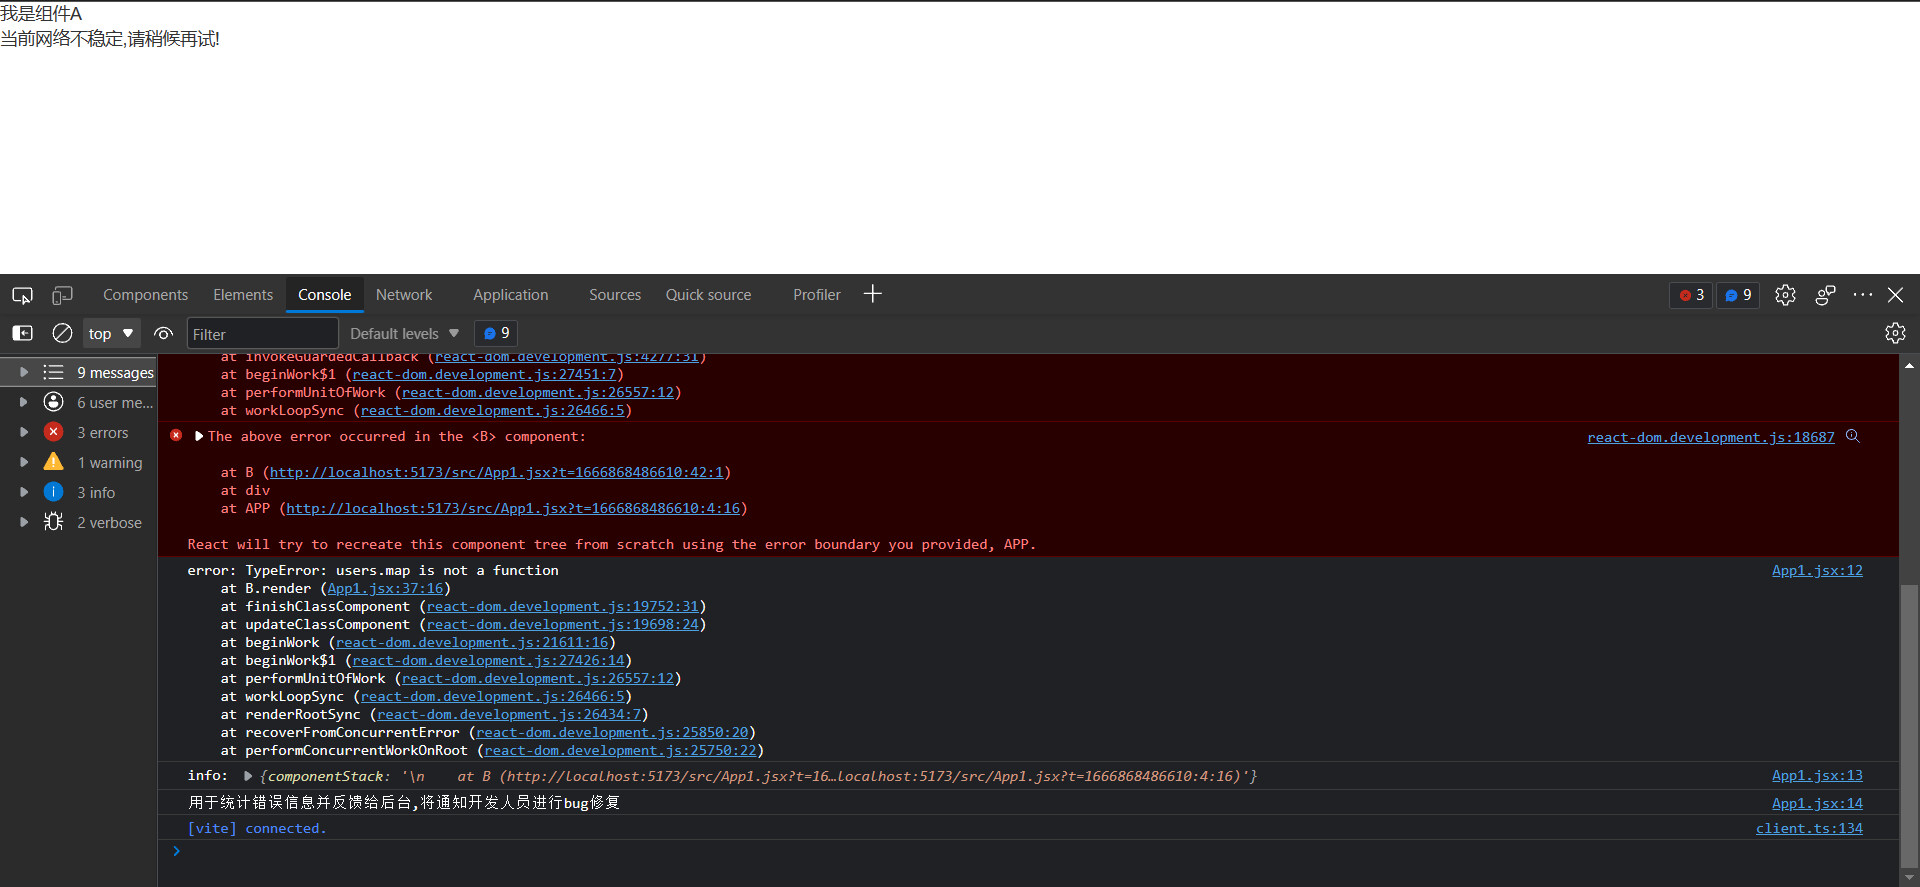 我是组件A
当前网络不稳定,请稍候再试!
Components Elements Console Network Application Sources Quick source Profiler 3 9
top Filter Default levels 9
9 messages
6 user me...
3 errors
1 warning
3 info
2 verbose
at invokeGuardedCallback (react-dom.development.js:4277:31)
at beginWork$1 (react-dom.development.js:27451:7)
at performUnitOfWork (react-dom.development.js:26557:12)
at workLoopSync (react-dom.development.js:26466:5)
The above error occurred in the <B> component: react-dom.development.js:18687
at B (http://localhost:5173/src/App1.jsx?t=1666868486610:42:1)
at div
at APP (http://localhost:5173/src/App1.jsx?t=1666868486610:4:16)
React will try to recreate this component tree from scratch using the error boundary you provided, APP.
error: TypeError: users.map is not a function App1.jsx:12
at B.render (App1.jsx:37:16)
at finishClassComponent (react-dom.development.js:19752:31)
at updateClassComponent (react-dom.development.js:19698:24)
at beginWork (react-dom.development.js:21611:16)
at beginWork$1 (react-dom.development.js:27426:14)
at performUnitOfWork (react-dom.development.js:26557:12)
at workLoopSync (react-dom.development.js:26466:5)
at renderRootSync (react-dom.development.js:26434:7)
at recoverFromConcurrentError (react-dom.development.js:25850:20)
at performConcurrentWorkOnRoot (react-dom.development.js:25750:22)
info: {componentStack: '\n    at B (http://localhost:5173/src/App1.jsx?t=16…localhost:5173/src/App1.jsx?t=1666868486610:4:16)'} App1.jsx:13
用于统计错误信息并反馈给后台,将通知开发人员进行bug修复 App1.jsx:14
[vite] connected. client.ts:134